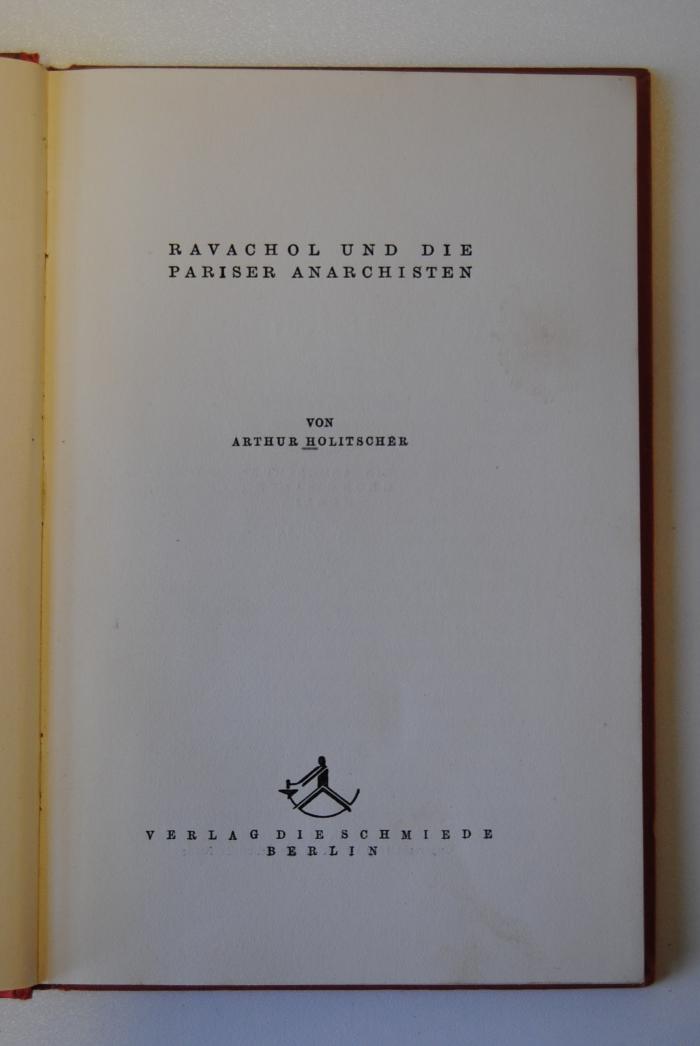 RAVACHOL UND DIE
PARISER ANARCHISTEN
VON
ARTHUR HOLITSCHER
VERLAG DIE SCHMIEDE
BERLIN